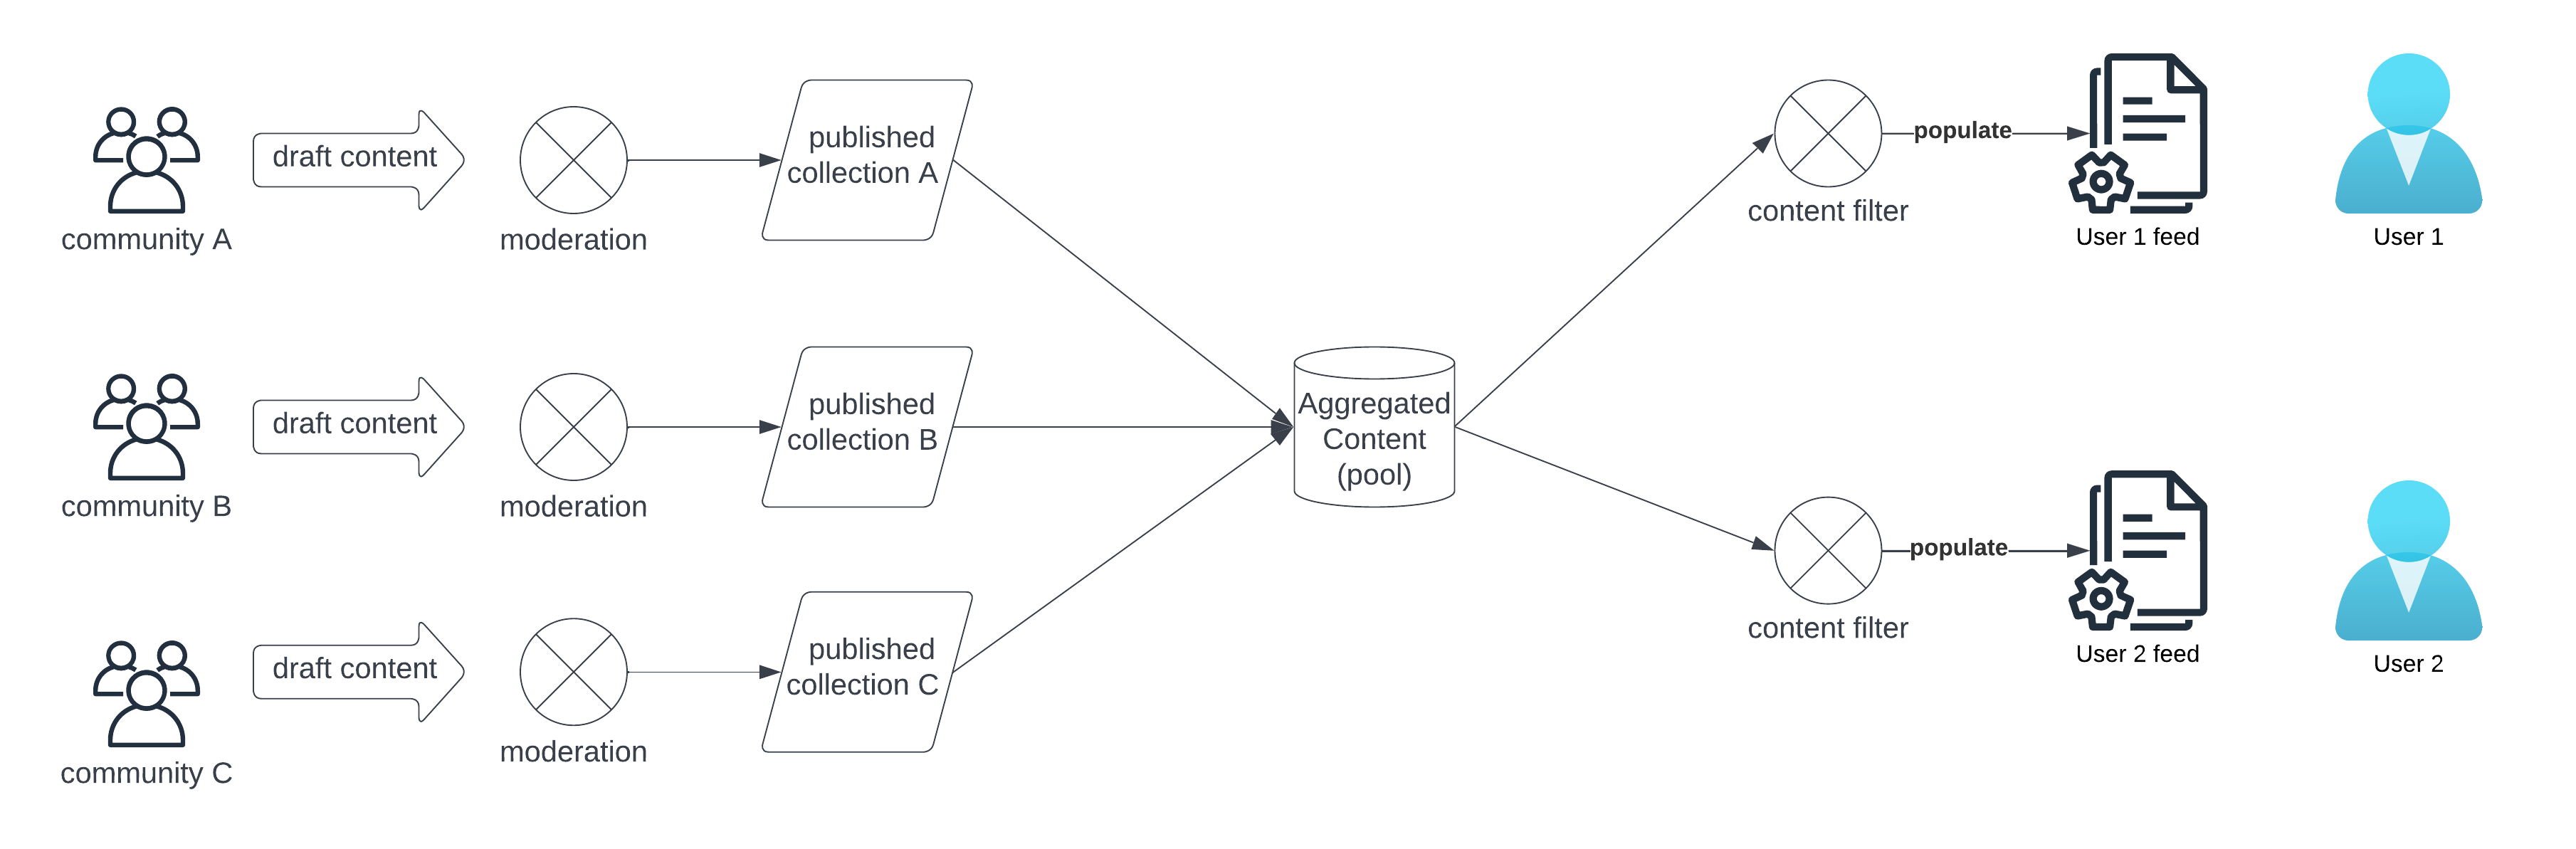 draft content
community A
moderation
published
collection A
content filter
populate
User 1 feed
User 1
draft content
community B
moderation
published
collection B
Aggregated
Content
(pool)
content filter
populate
User 2 feed
User 2
draft content
community C
moderation
published
collection C